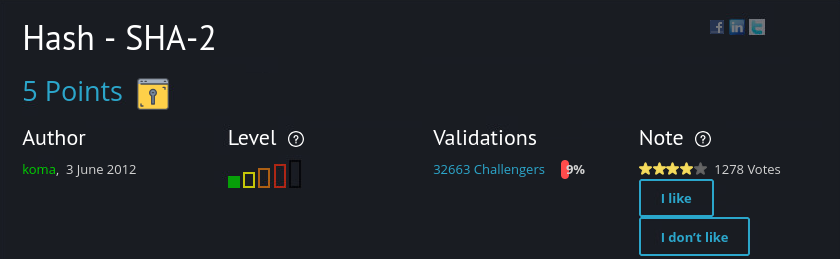 Hash - SHA-2
5 Points
Author
koma, 3 June 2012
Level ?
Validations
32663 Challengers 9%
Note ?
1278 Votes
I like
I don't like